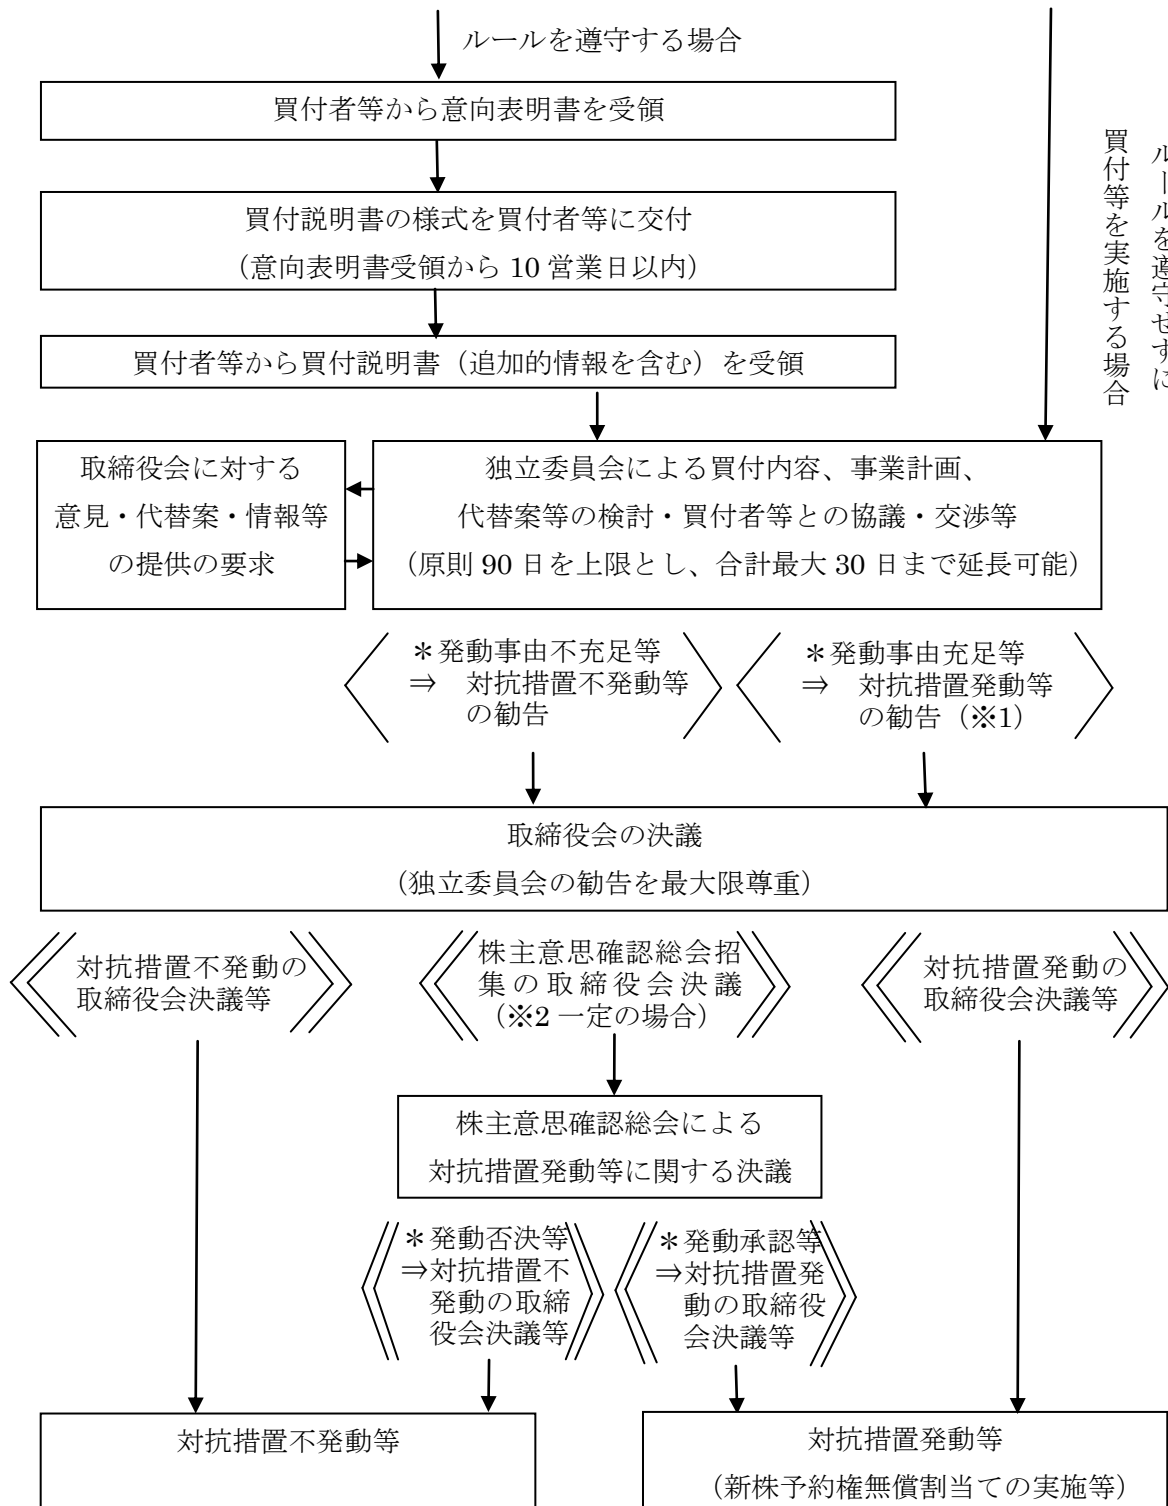 ルールを遵守する場合
買付者等から意向表明書を受領
ルールを遵守せずに
買付等を実施する場合
買付説明書の様式を買付者等に交付
（意向表明書受領から 10 営業日以内）
買付者等から買付説明書（追加的情報を含む）を受領
取締役会に対する
意見・代替案・情報等
の提供の要求
独立委員会による買付内容、事業計画、
代替案等の検討・買付者等との協議・交渉等
（原則 90 日を上限とし、合計最大 30 日まで延長可能）
＊発動事由不充足等
⇒　対抗措置不発動等
の勧告
＊発動事由充足等
⇒　対抗措置発動等
の勧告（※1）
取締役会の決議
（独立委員会の勧告を最大限尊重）
対抗措置不発動の
取締役会決議等
株主意思確認総会招
集の取締役会決議
（※2 一定の場合）
対抗措置発動の
取締役会決議等
株主意思確認総会による
対抗措置発動等に関する決議
＊発動否決等
⇒対抗措置不
発動の取締
役会決議等
＊発動承認等
⇒対抗措置発
動の取締役
会決議等
対抗措置不発動等
対抗措置発動等
（新株予約権無償割当ての実施等）